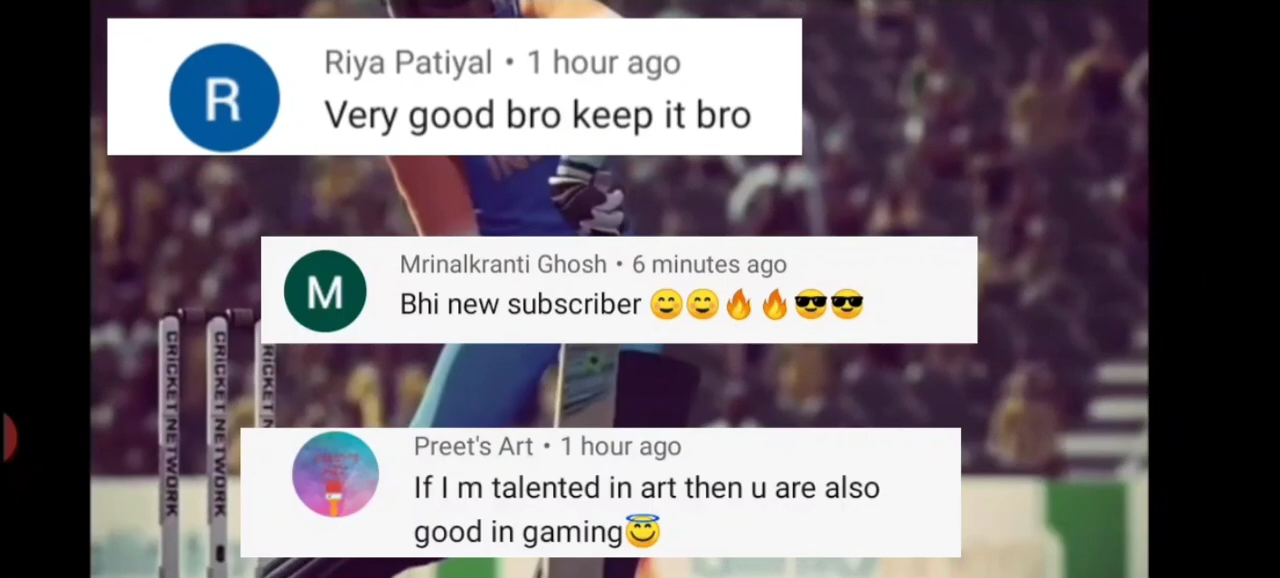 R
Riya Patiyal • 1 hour ago
Very good bro keep it bro
M
Mrinalkranti Ghosh • 6 minutes ago
Bhi new subscriber 😊😊🔥🔥😎😎
CRICKET NETWORK
CRICKET NETWORK
RICKET N
Preet's Art • 1 hour ago
If I m talented in art then u are also
good in gaming😇